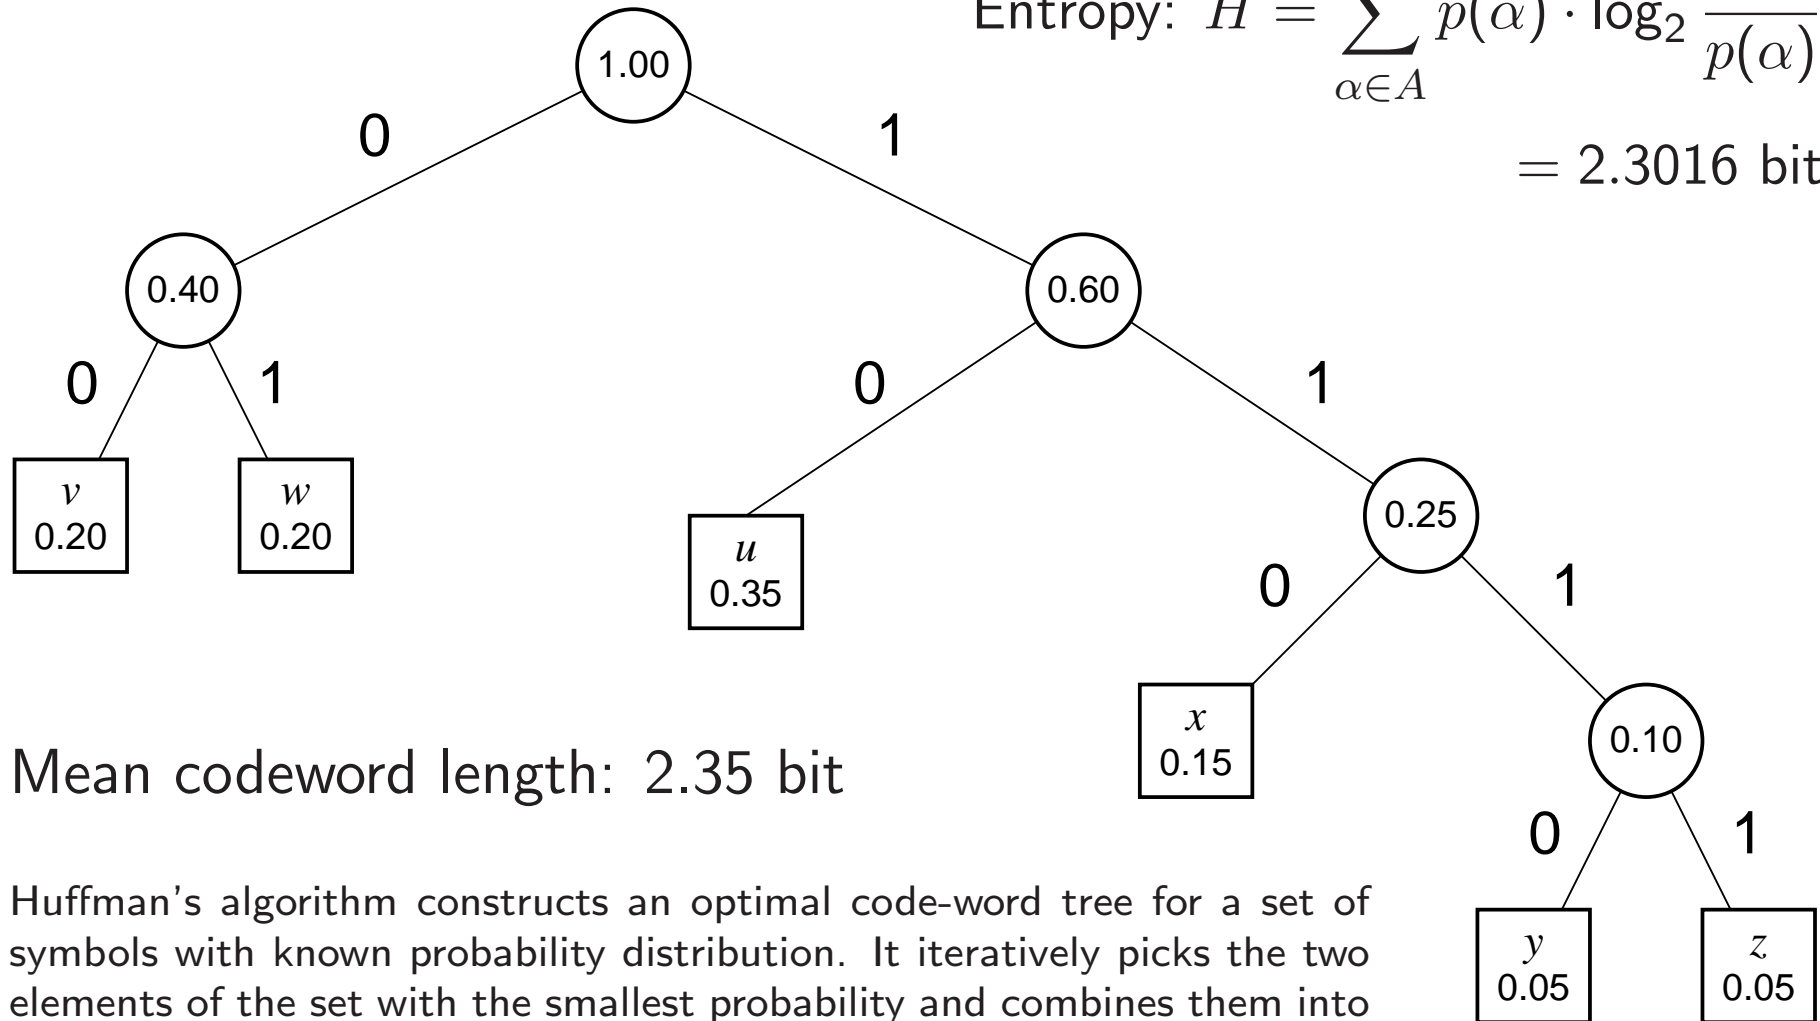 Entropy: H = ∑ p(α) · log₂ p(α)
α∈A
= 2.3016 bit
1.00
0 1
0.40 0.60
0 1 0 1
v w
0.20 0.20
u
0.35
0.25
0 1
x
0.15
0.10
0 1
y z
0.05 0.05
Mean codeword length: 2.35 bit
Huffman's algorithm constructs an optimal code-word tree for a set of
symbols with known probability distribution. It iteratively picks the two
elements of the set with the smallest probability and combines them into